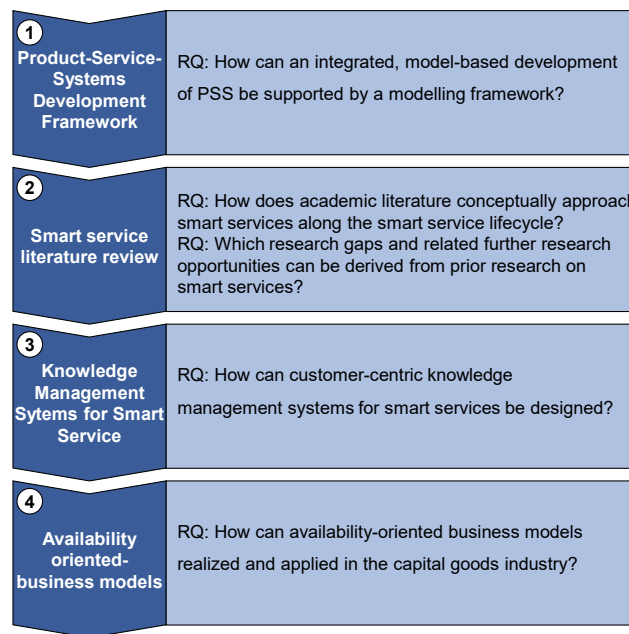 1
Product-Service-
Systems
Development
Framework
RQ: How can an integrated, model-based development
of PSS be supported by a modelling framework?
2
Smart service
literature review
RQ: How does academic literature conceptually approach
smart services along the smart service lifecycle?
RQ: Which research gaps and related further research
opportunities can be derived from prior research on
smart services?
3
Knowledge
Management
Sytems for Smart
Service
RQ: How can customer-centric knowledge
management systems for smart services be designed?
4
Availability
oriented-
business models
RQ: How can availability-oriented business models
realized and applied in the capital goods industry?